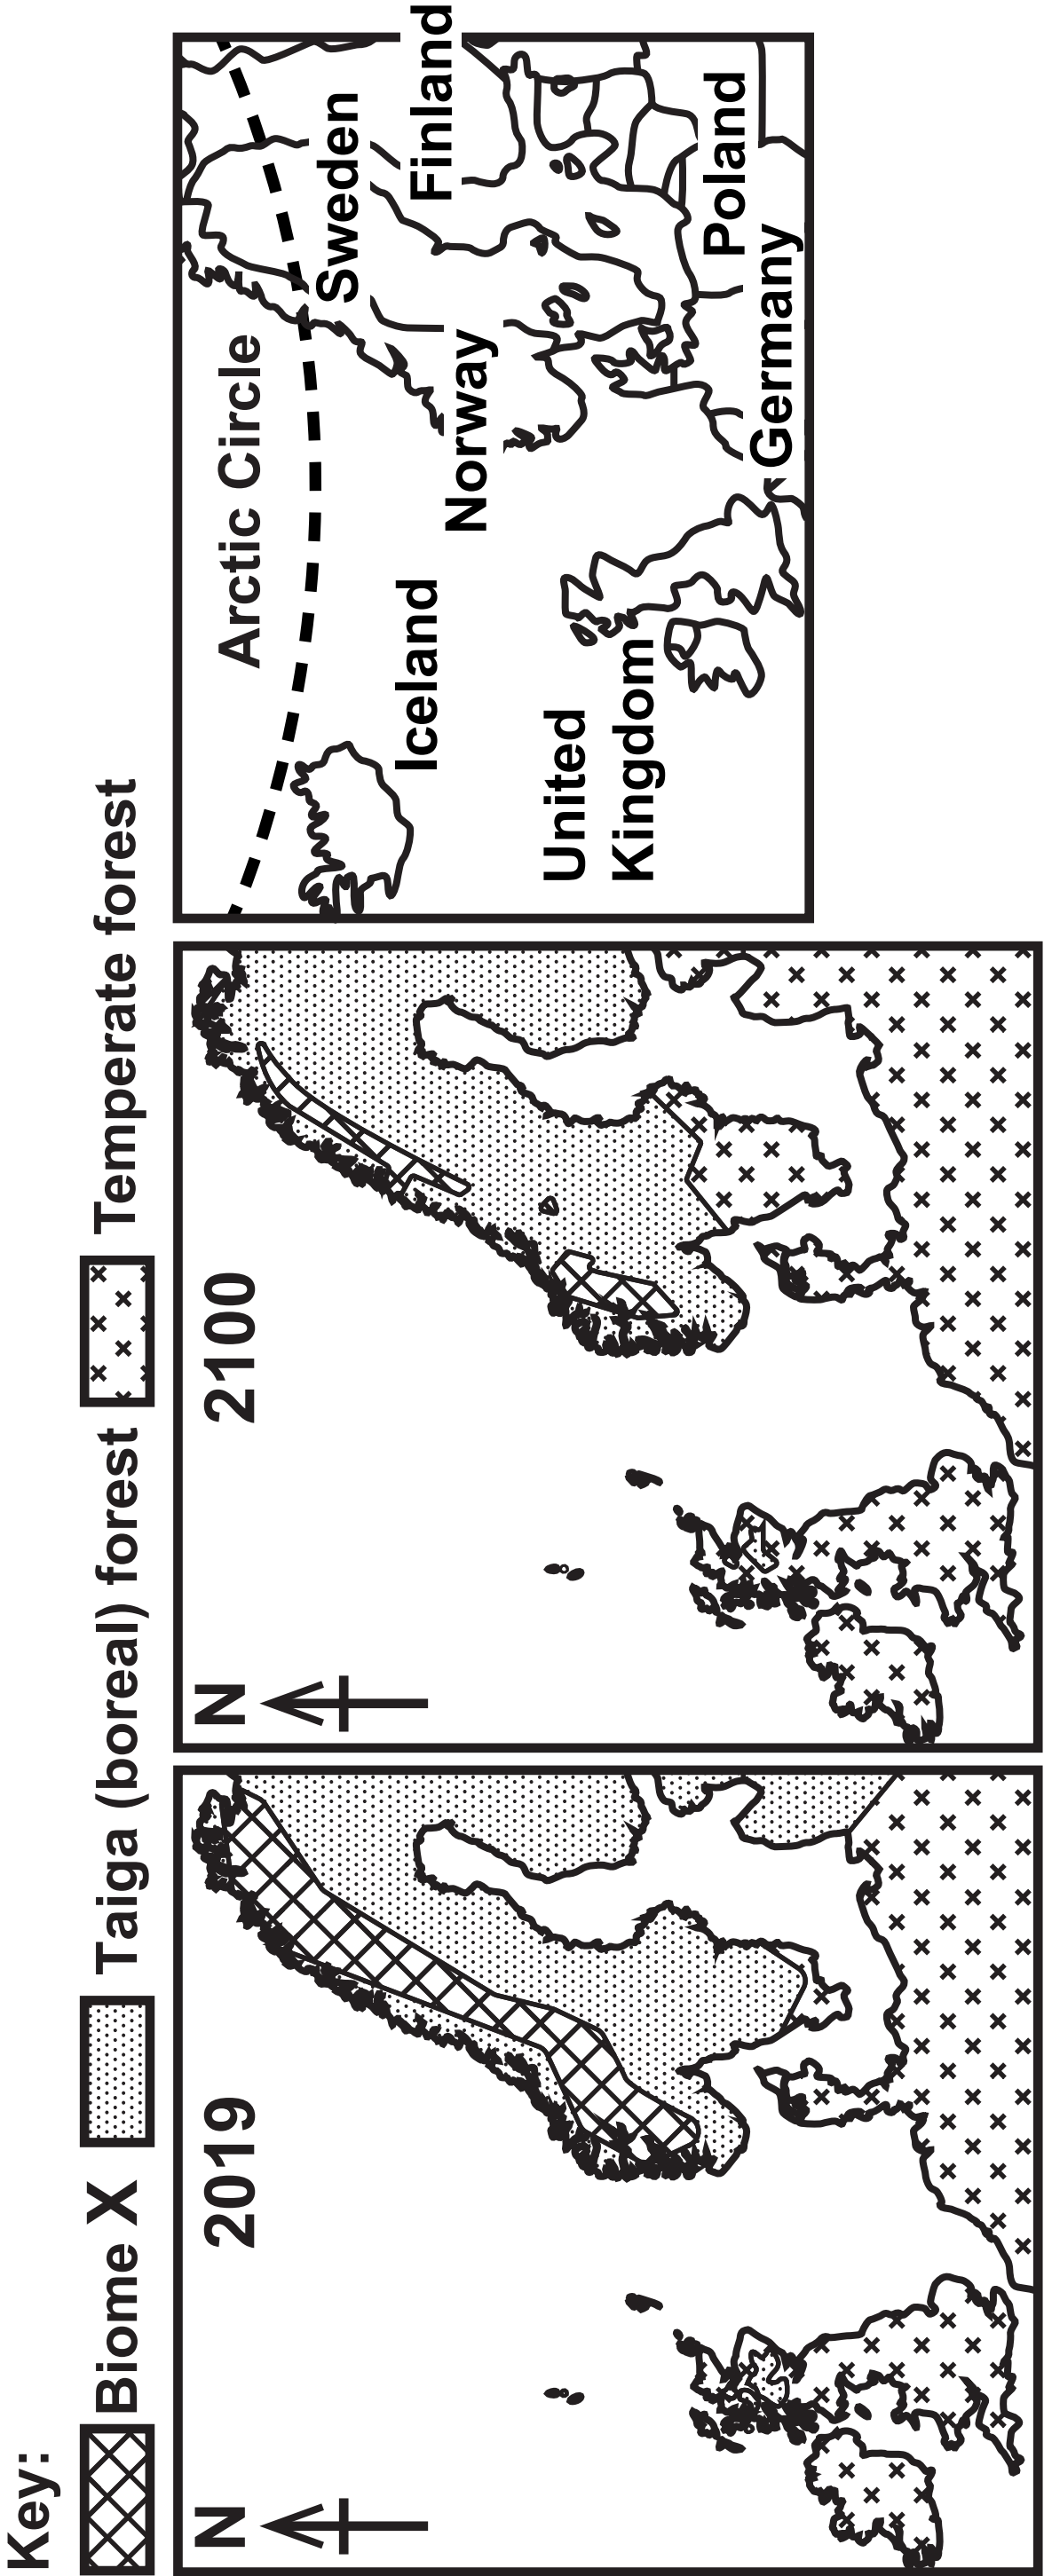 Key:
Biome X
Taiga (boreal) forest
Temperate forest
2019
N
2100
N
Arctic Circle
Sweden
Finland
Norway
Iceland
United
Kingdom
Poland
Germany